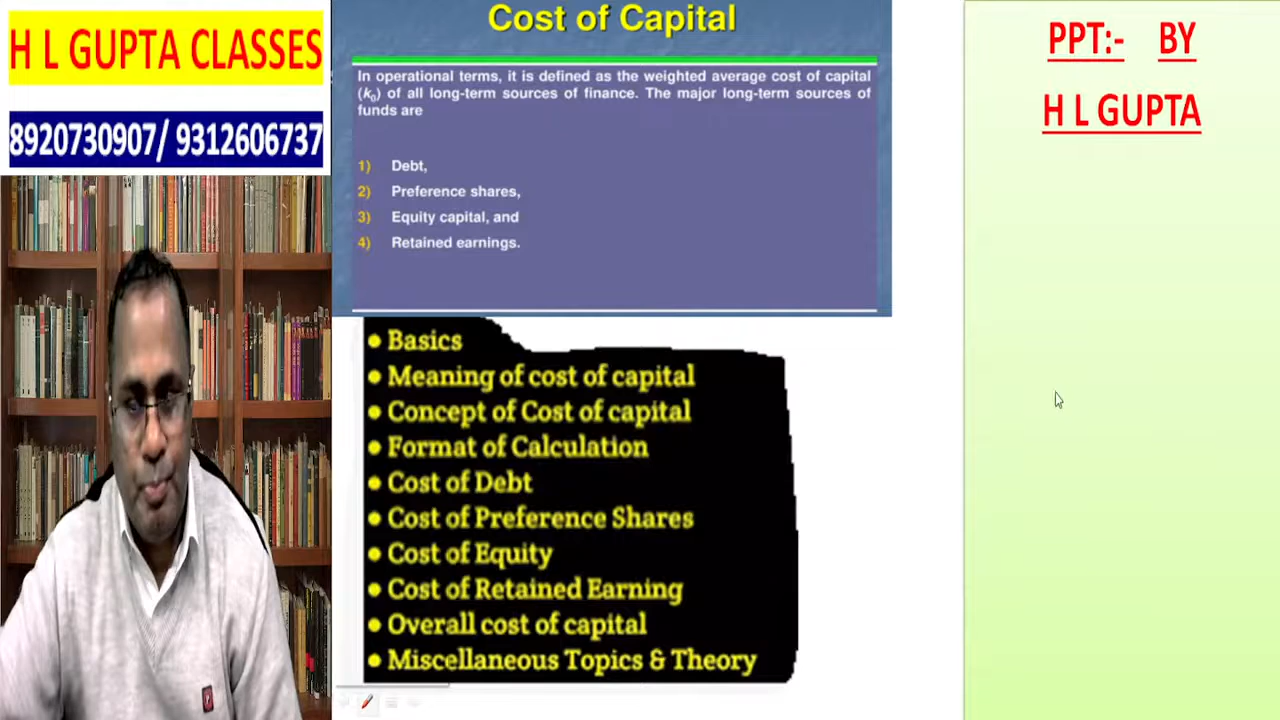 H L GUPTA CLASSES
8920730907/ 9312606737
Cost of Capital
In operational terms, it is defined as the weighted average cost of capital
(k0) of all long-term sources of finance. The major long-term sources of
funds are
1) Debt,
2) Preference shares,
3) Equity capital, and
4) Retained earnings.
• Basics
• Meaning of cost of capital
• Concept of Cost of capital
• Format of Calculation
• Cost of Debt
• Cost of Preference Shares
• Cost of Equity
• Cost of Retained Earning
• Overall cost of capital
• Miscellaneous Topics & Theory
PPT:- BY
H L GUPTA